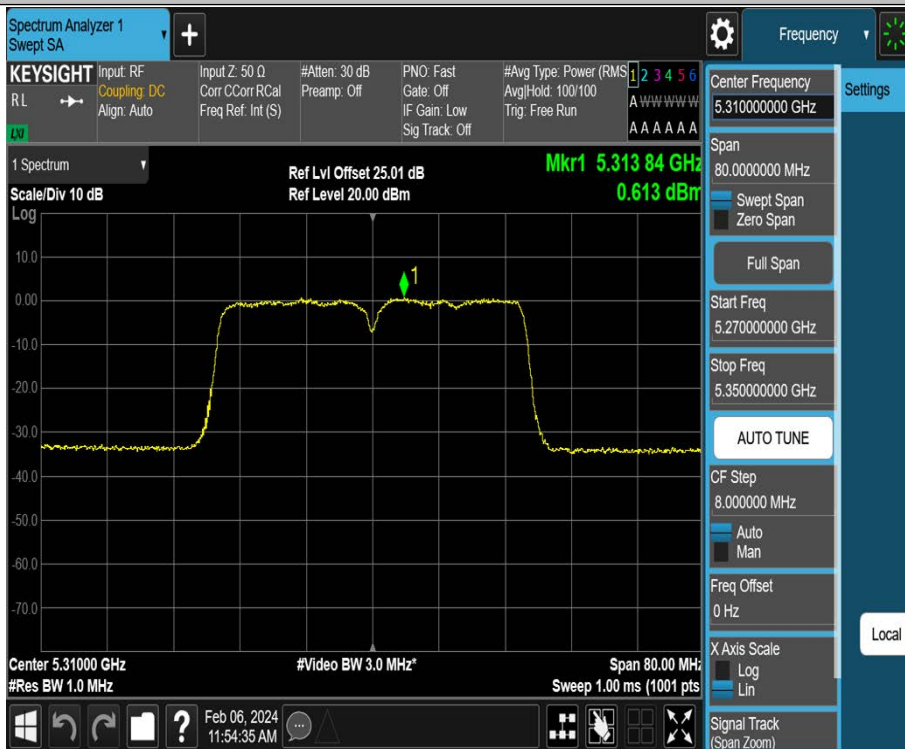 Spectrum Analyzer 1
Swept SA
+
Frequency
KEYSIGHT
RL
LXI
Input: RF
Coupling: DC
Align: Auto
Input Z: 50 Ω
Corr CCorr RCal
Freq Ref: Int (S)
#Atten: 30 dB
Preamp: Off
PNO: Fast
Gate: Off
IF Gain: Low
Sig Track: Off
#Avg Type: Power (RMS
Avg|Hold: 100/100
Trig: Free Run
1 2 3 4 5 6
A W W W W W
A A A A A A
1 Spectrum
Scale/Div 10 dB
Log
Ref Lvl Offset 25.01 dB
Ref Level 20.00 dBm
Mkr1 5.313 84 GHz
0.613 dBm
10.0
0.00
-10.0
-20.0
-30.0
-40.0
-50.0
-60.0
-70.0
1
Center 5.31000 GHz
#Res BW 1.0 MHz
#Video BW 3.0 MHz*
Span 80.00 MHz
Sweep 1.00 ms (1001 pts
?
Feb 06, 2024
11:54:35 AM
Center Frequency
5.310000000 GHz
Span
80.0000000 MHz
Swept Span
Zero Span
Full Span
Start Freq
5.270000000 GHz
Stop Freq
5.350000000 GHz
AUTO TUNE
CF Step
8.000000 MHz
Auto
Man
Freq Offset
0 Hz
X Axis Scale
Log
Lin
Signal Track
(Span Zoom)
Settings
Local